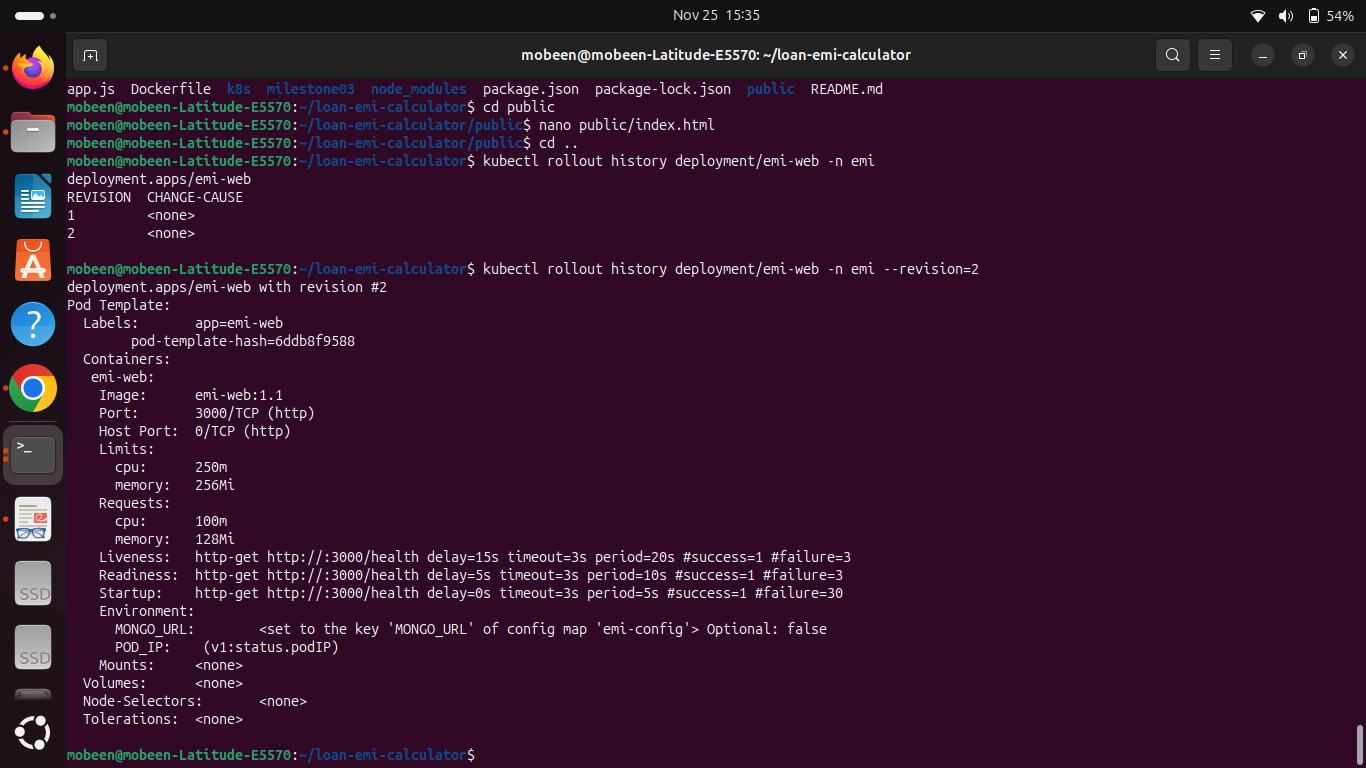 Nov 25 15:35
54%
mobeen@mobeen-Latitude-E5570: ~/loan-emi-calculator
app.js  Dockerfile  k8s  milestone03  node_modules  package.json  package-lock.json  public  README.md
mobeen@mobeen-Latitude-E5570:~/loan-emi-calculator$ cd public
mobeen@mobeen-Latitude-E5570:~/loan-emi-calculator/public$ nano public/index.html
mobeen@mobeen-Latitude-E5570:~/loan-emi-calculator/public$ cd ..
mobeen@mobeen-Latitude-E5570:~/loan-emi-calculator$ kubectl rollout history deployment/emi-web -n emi
deployment.apps/emi-web
REVISION  CHANGE-CAUSE
1         <none>
2         <none>
mobeen@mobeen-Latitude-E5570:~/loan-emi-calculator$ kubectl rollout history deployment/emi-web -n emi --revision=2
deployment.apps/emi-web with revision #2
Pod Template:
  Labels:       app=emi-web
        pod-template-hash=6ddb8f9588
  Containers:
   emi-web:
    Image:      emi-web:1.1
    Port:       3000/TCP (http)
    Host Port:  0/TCP (http)
    Limits:
      cpu:      250m
      memory:   256Mi
    Requests:
      cpu:      100m
      memory:   128Mi
    Liveness:   http-get http://:3000/health delay=15s timeout=3s period=20s #success=1 #failure=3
    Readiness:  http-get http://:3000/health delay=5s timeout=3s period=10s #success=1 #failure=3
    Startup:    http-get http://:3000/health delay=0s timeout=3s period=5s #success=1 #failure=30
    Environment:
      MONGO_URL:        <set to the key 'MONGO_URL' of config map 'emi-config'> Optional: false
      POD_IP:    (v1:status.podIP)
    Mounts:     <none>
  Volumes:      <none>
  Node-Selectors:       <none>
  Tolerations:  <none>
mobeen@mobeen-Latitude-E5570:~/loan-emi-calculator$
SSD
SSD